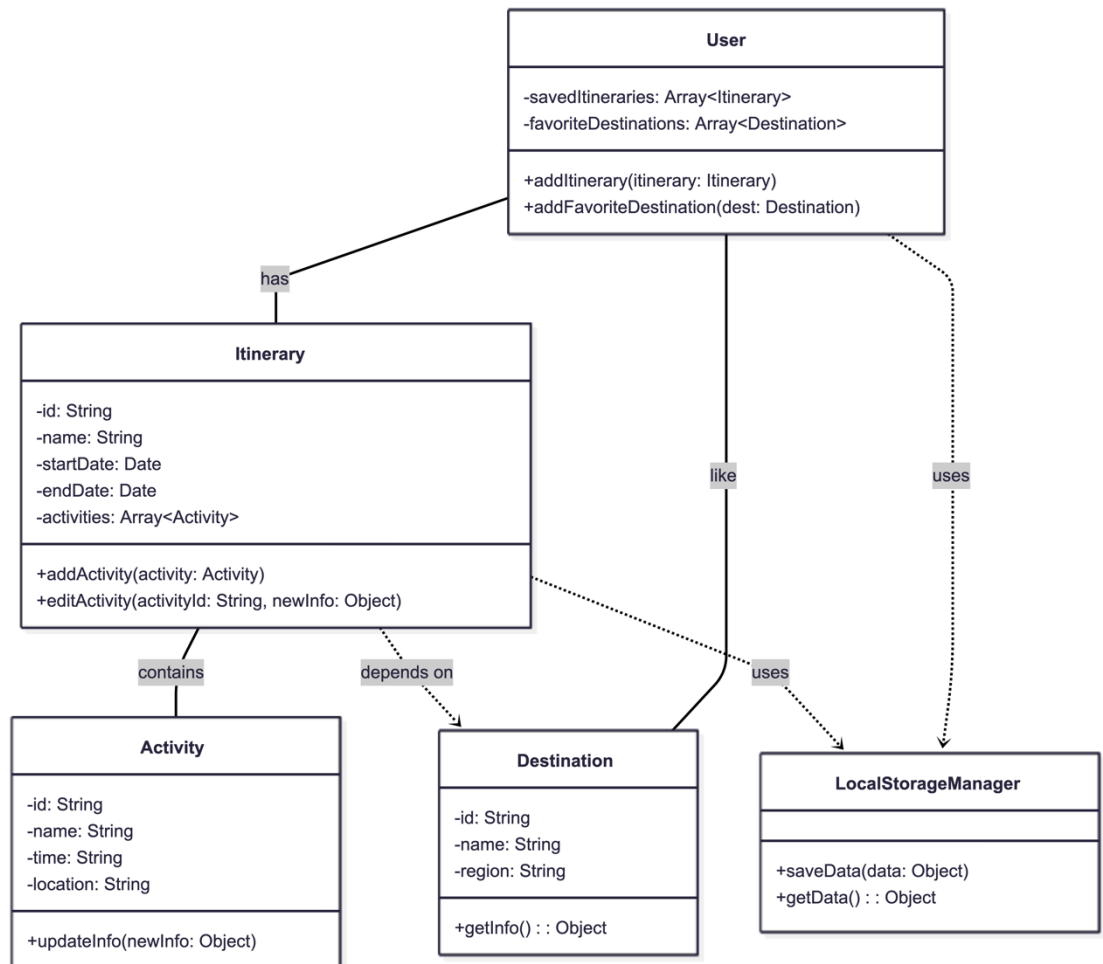 User
-savedItineraries: Array<Itinerary>
-favoriteDestinations: Array<Destination>
+addItinerary(itinerary: Itinerary)
+addFavoriteDestination(dest: Destination)
has
Itinerary
-id: String
-name: String
-startDate: Date
-endDate: Date
-activities: Array<Activity>
+addActivity(activity: Activity)
+editActivity(activityId: String, newInfo: Object)
like
uses
contains
depends on
uses
Activity
-id: String
-name: String
-time: String
-location: String
+updateInfo(newInfo: Object)
Destination
-id: String
-name: String
-region: String
+getInfo() : : Object
LocalStorageManager
+saveData(data: Object)
+getData() : : Object